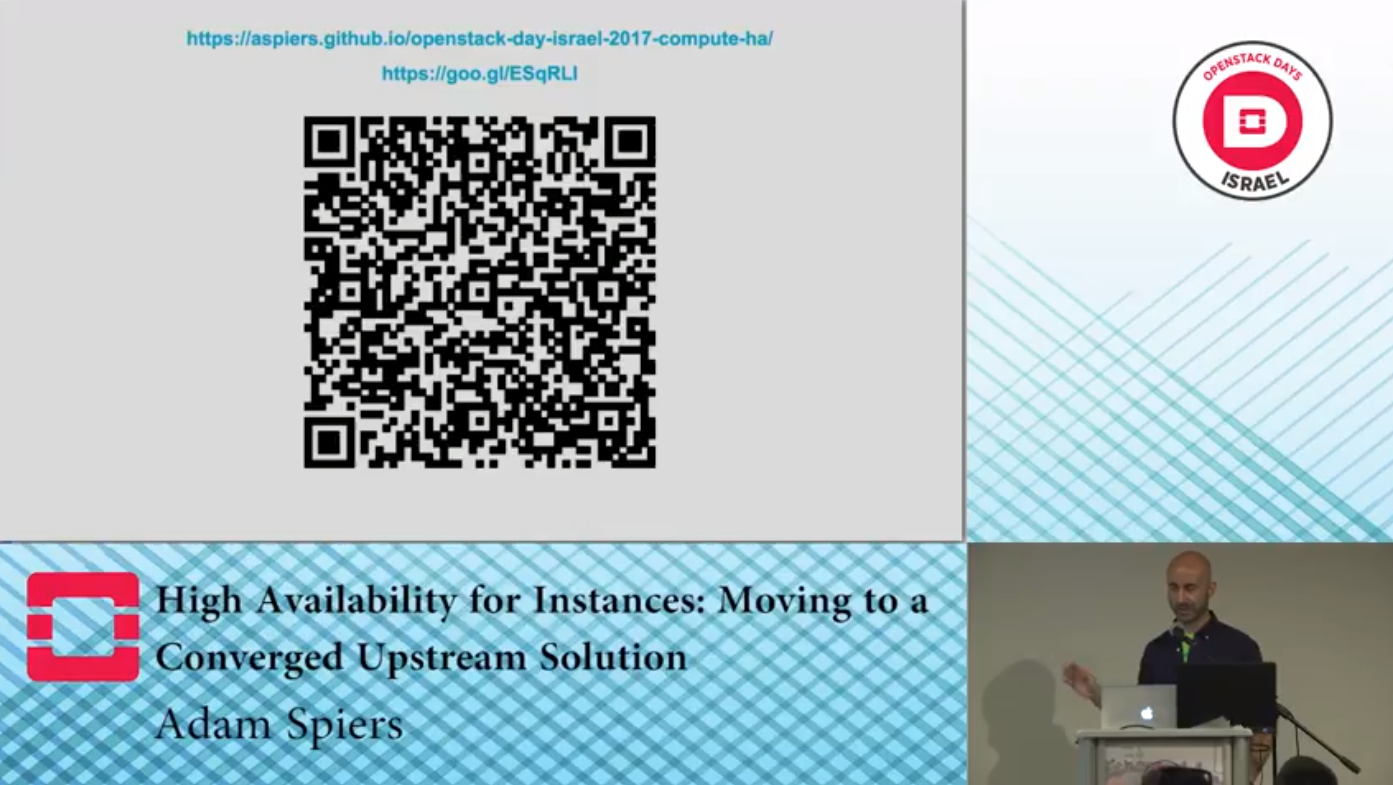 https://aspiers.github.io/openstack-day-israel-2017-compute-ha/
https://goo.gl/ESqRLI
OPENSTACK DAYS
ISRAEL
High Availability for Instances: Moving to a
Converged Upstream Solution
Adam Spiers